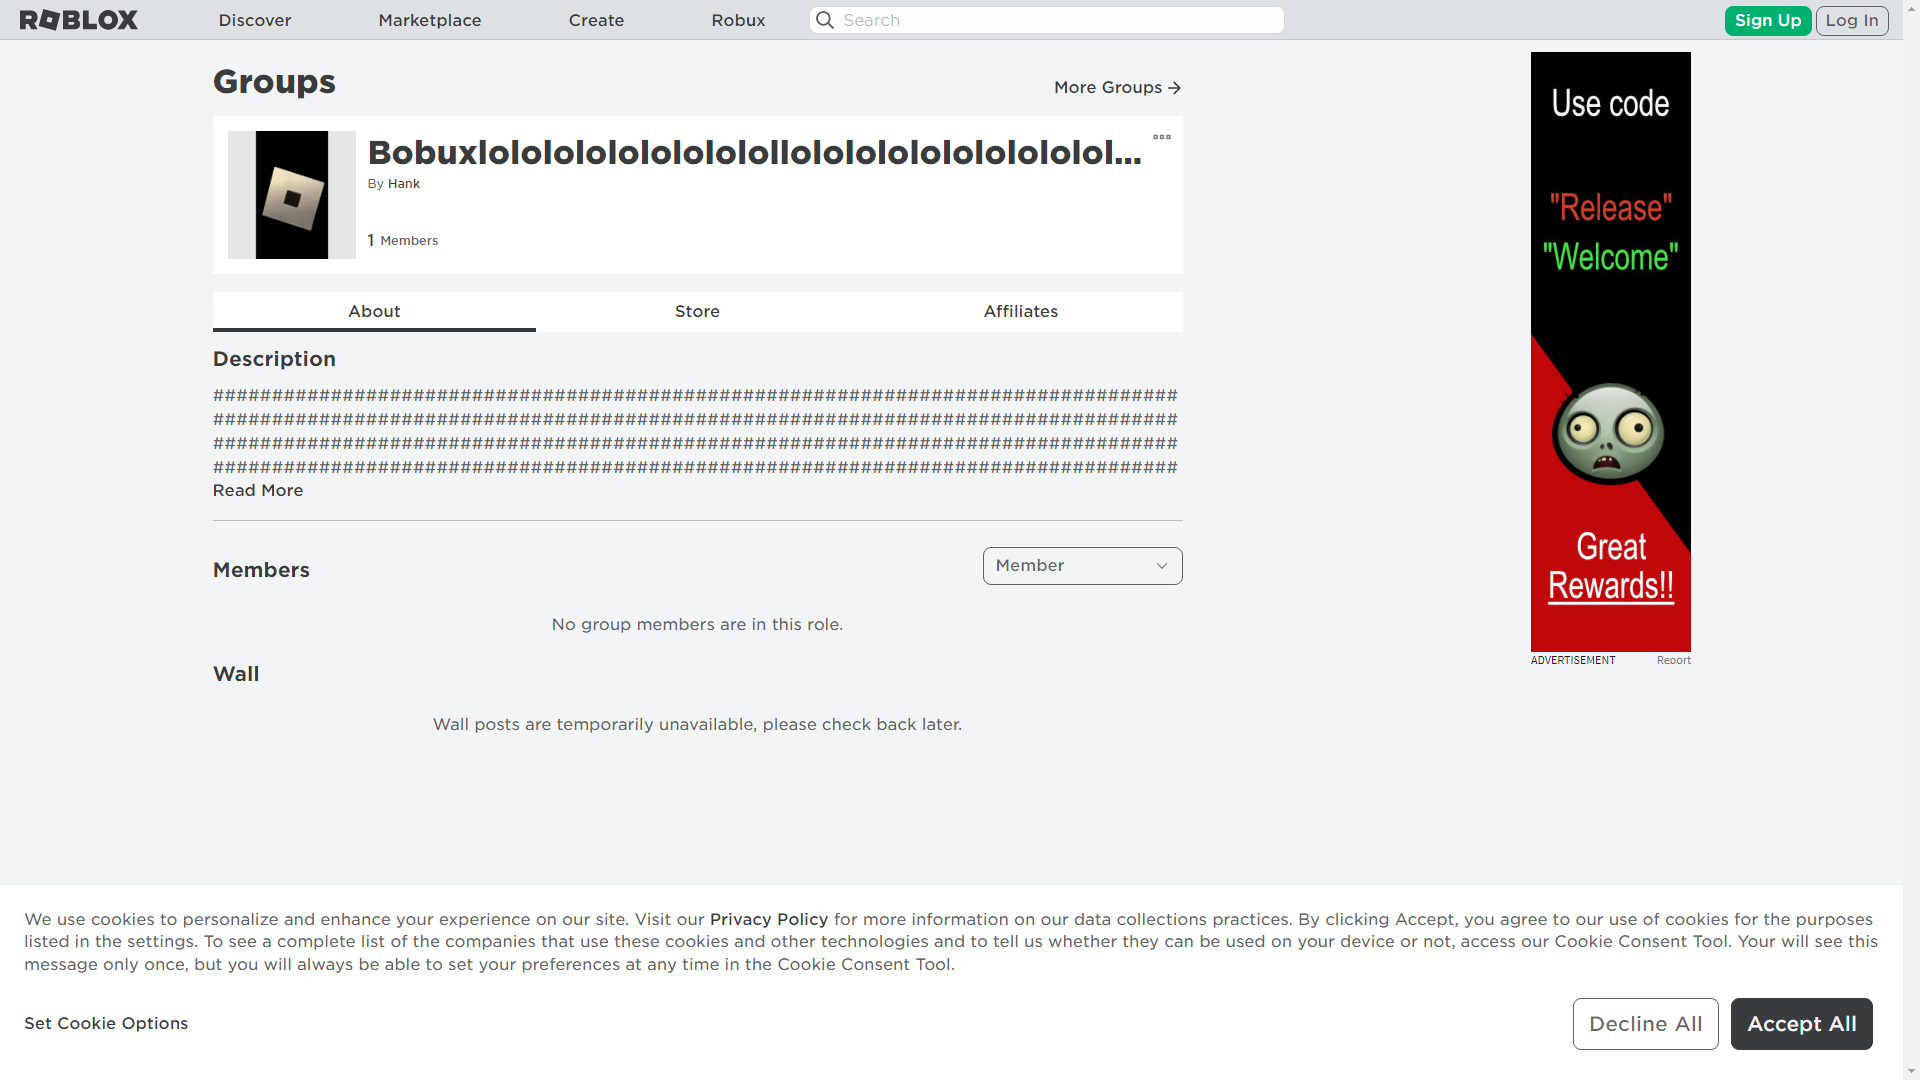 ROBLOX
Discover
Marketplace
Create
Robux
Search
Sign Up
Log In
Groups
More Groups
Bobuxlolololololololololollolololololololololol...
By Hank
1 Members
About
Store
Affiliates
Description
##################################################################################
##################################################################################
##################################################################################
##################################################################################
Read More
Members
Member
No group members are in this role.
Wall
Wall posts are temporarily unavailable, please check back later.
Use code
"Release"
"Welcome"
Great
Rewards!!
ADVERTISEMENT
Report
We use cookies to personalize and enhance your experience on our site. Visit our Privacy Policy for more information on our data collections practices. By clicking Accept, you agree to our use of cookies for the purposes
listed in the settings. To see a complete list of the companies that use these cookies and other technologies and to tell us whether they can be used on your device or not, access our Cookie Consent Tool. Your will see this
message only once, but you will always be able to set your preferences at any time in the Cookie Consent Tool.
Set Cookie Options
Decline All
Accept All